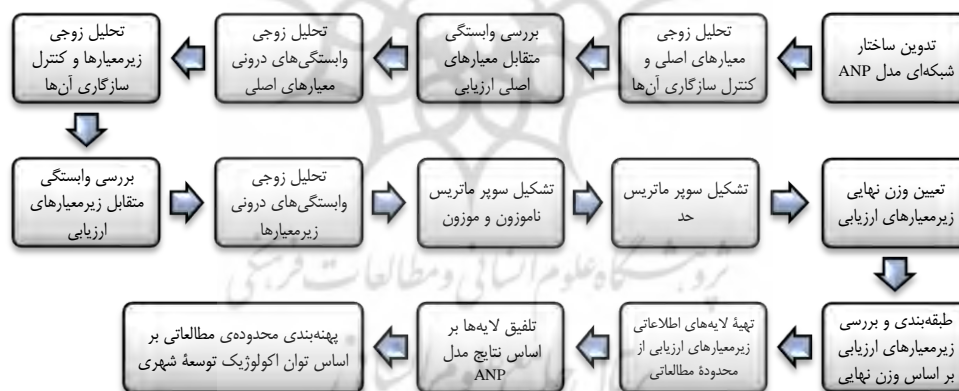 تدوین ساختار
شبکه‌ای مدل ANP
تحلیل زوجی
معیارهای اصلی و
کنترل سازگاری آن‌ها
بررسی وابستگی
متقابل معیارهای
اصلی ارزیابی
تحلیل زوجی
وابستگی‌های درونی
معیارهای اصلی
تحلیل زوجی
زیرمعیارها و کنترل
سازگاری آن‌ها
بررسی وابستگی
متقابل زیرمعیارهای
ارزیابی
تحلیل زوجی
وابستگی‌های درونی
زیرمعیارها
تشکیل سوپر ماتریس
ناموزون و موزون
تشکیل سوپر ماتریس
حد
تعیین وزن نهایی
زیرمعیارهای ارزیابی
طبقه‌بندی و بررسی
زیرمعیارهای ارزیابی
بر اساس وزن نهایی
تهیهٔ لایه‌های اطلاعاتی
زیرمعیارهای ارزیابی از
محدودهٔ مطالعاتی
تلفیق لایه‌ها بر
اساس نتایج مدل
ANP
پهنه‌بندی محدوده‌ی مطالعاتی بر
اساس توان اکولوژیک توسعهٔ شهری
پژوهشگاه علوم انسانی و مطالعات فرهنگی